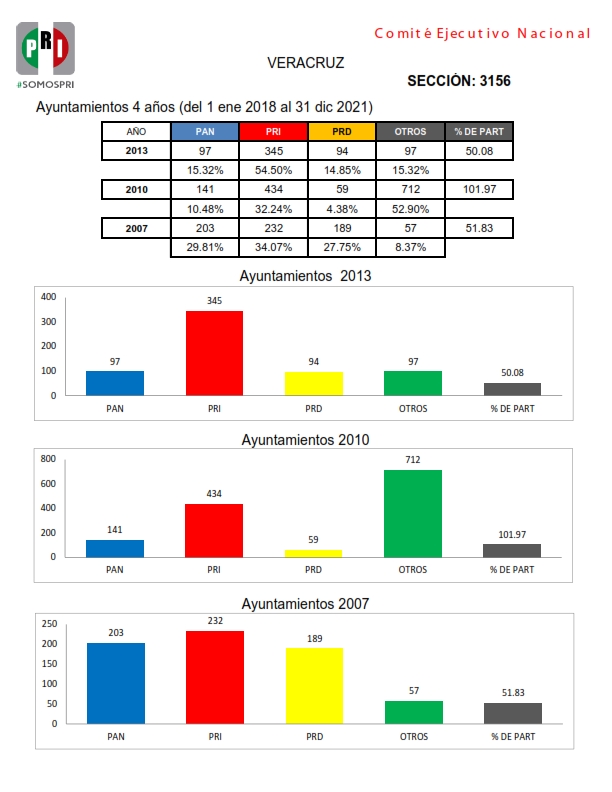 Comité Ejecutivo Nacional
PRI
#SOMOSPRI
VERACRUZ
SECCIÓN: 3156
Ayuntamientos 4 años (del 1 ene 2018 al 31 dic 2021)
AÑO PAN PRI PRD OTROS % DE PART
2013 97 345 94 97 50.08
15.32% 54.50% 14.85% 15.32%
2010 141 434 59 712 101.97
10.48% 32.24% 4.38% 52.90%
2007 203 232 189 57 51.83
29.81% 34.07% 27.75% 8.37%
Ayuntamientos 2013
400
345
300
200
97 94 97
100
50.08
0
PAN PRI PRD OTROS % DE PART
Ayuntamientos 2010
800
712
600
434
400
200
141 59 101.97
0
PAN PRI PRD OTROS % DE PART
Ayuntamientos 2007
250
232
203 189
200
150
100
57 51.83
50
0
PAN PRI PRD OTROS % DE PART